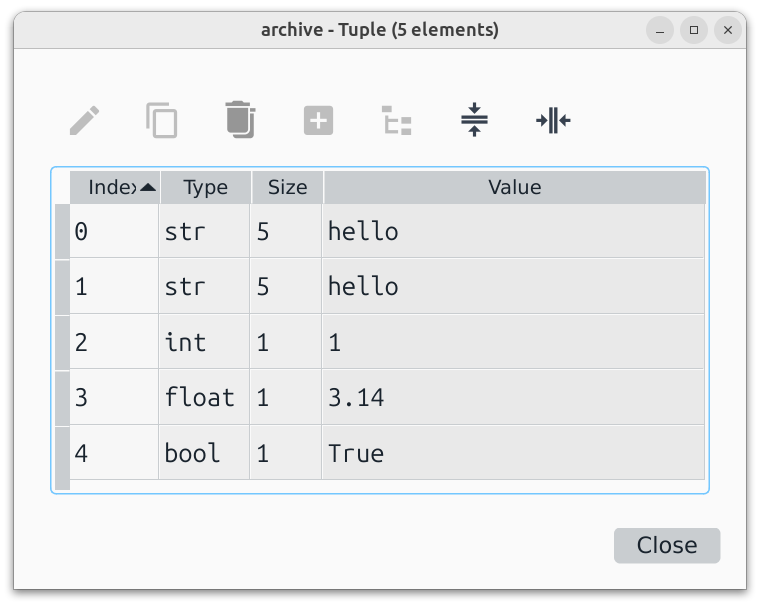 archive - Tuple (5 elements)
Index Type Size Value
0 str 5 hello
1 str 5 hello
2 int 1 1
3 float 1 3.14
4 bool 1 True
Close